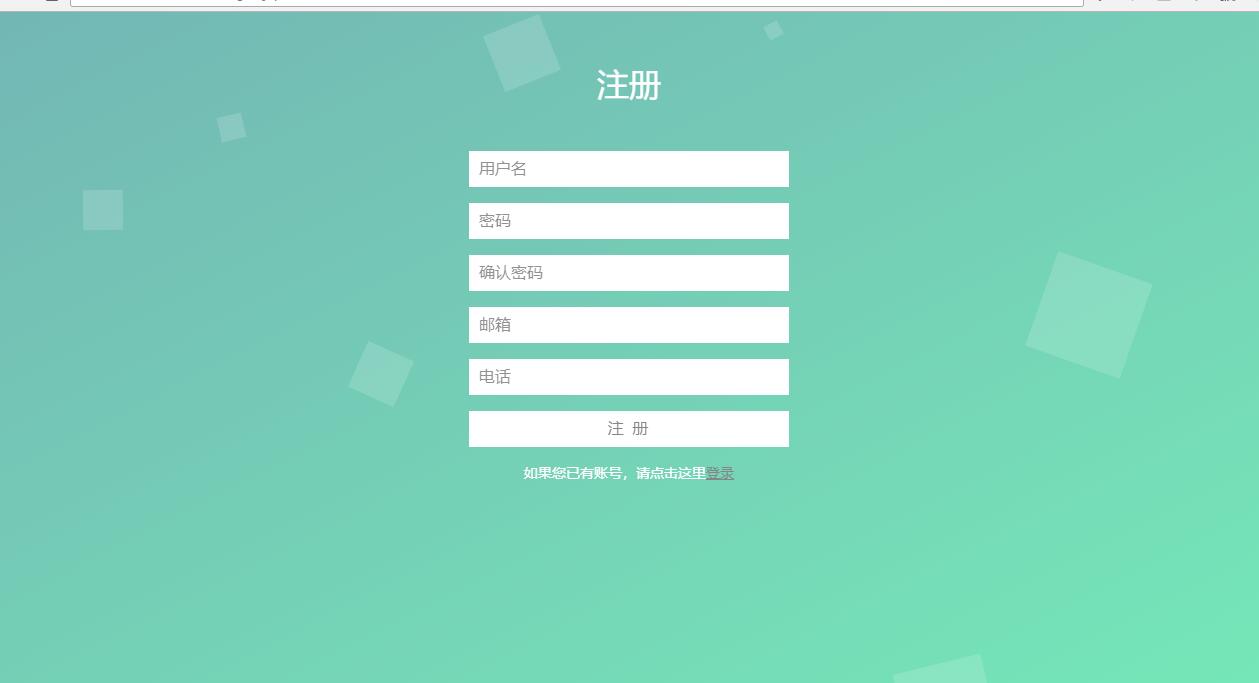 注册
用户名
密码
确认密码
邮箱
电话
注 册
如果您已有账号，请点击这里登录